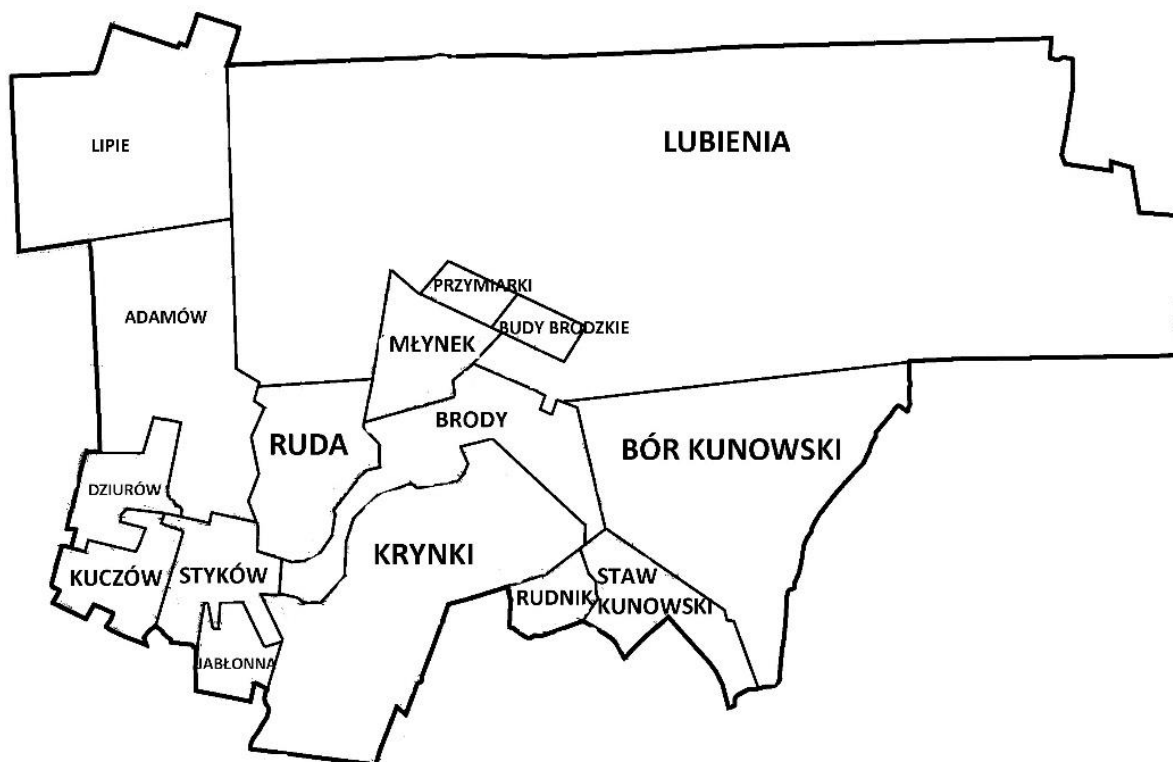 LIPIE
LUBIENIA
PRZYMIARKI
ADAMÓW
BUDY BRODZKIE
MŁYNEK
BRODY
RUDA
BÓR KUNOWSKI
DZIURÓW
KRYNKI
KUCZÓW
STYKÓW
STAW
KUNOWSKI
RUDNIK
JABŁONNA